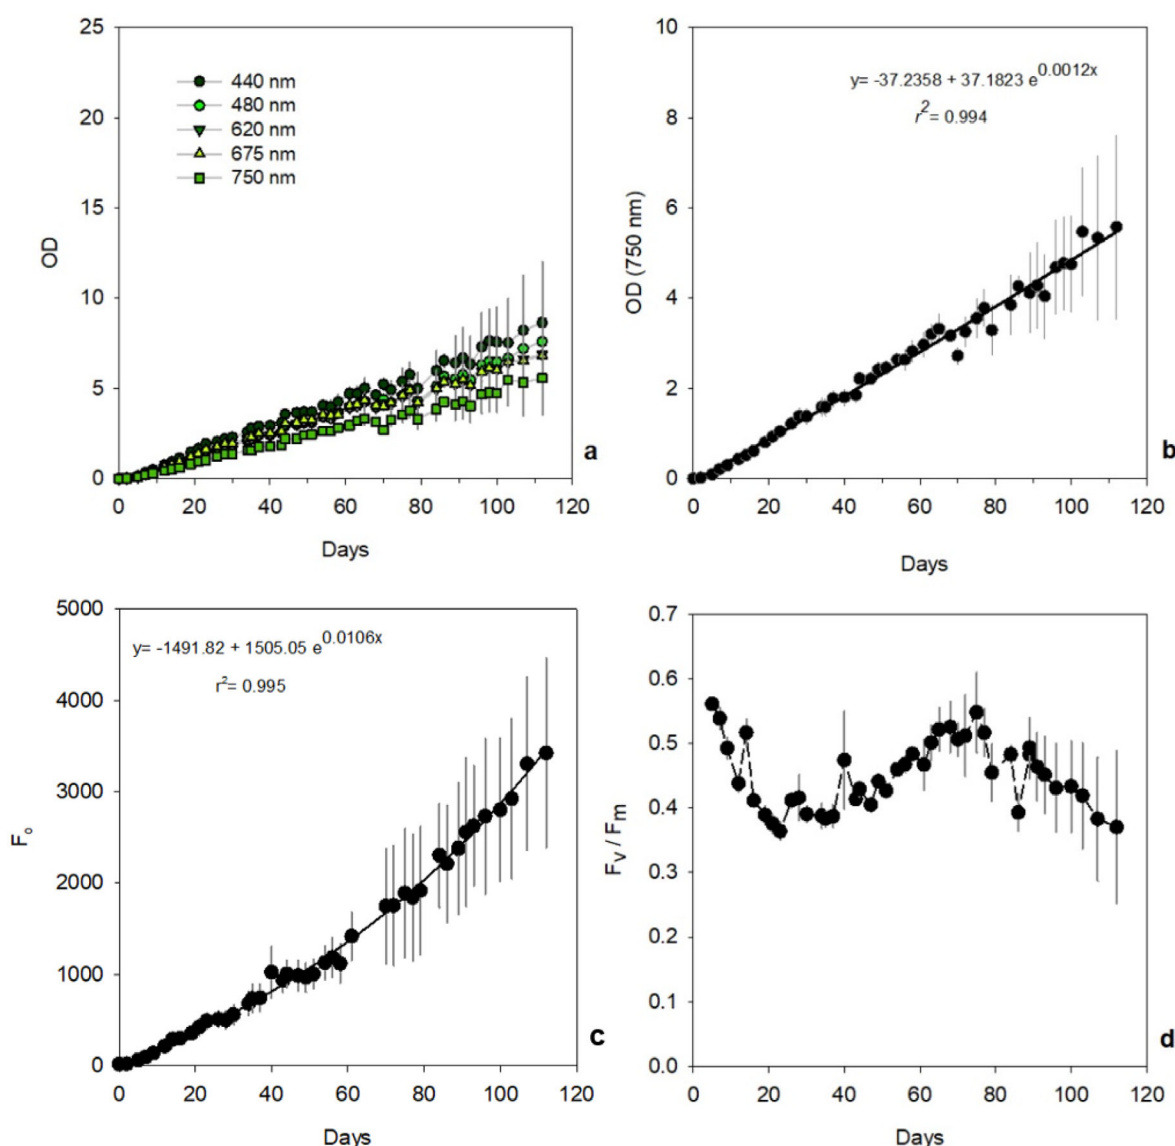 25
20
15
10
5
0
OD
440 nm
480 nm
620 nm
675 nm
750 nm
0 20 40 60 80 100 120
Days
a
10
8
6
4
2
0
OD (750 nm)
y= -37.2358 + 37.1823 e^0.0012x
r² = 0.994
0 20 40 60 80 100 120
Days
b
5000
4000
3000
2000
1000
0
F₀
y= -1491.82 + 1505.05 e^0.0106x
r²= 0.995
0 20 40 60 80 100 120
Days
c
0.7
0.6
0.5
0.4
0.3
0.2
0.1
0.0
Fv / Fm
0 20 40 60 80 100 120
Days
d